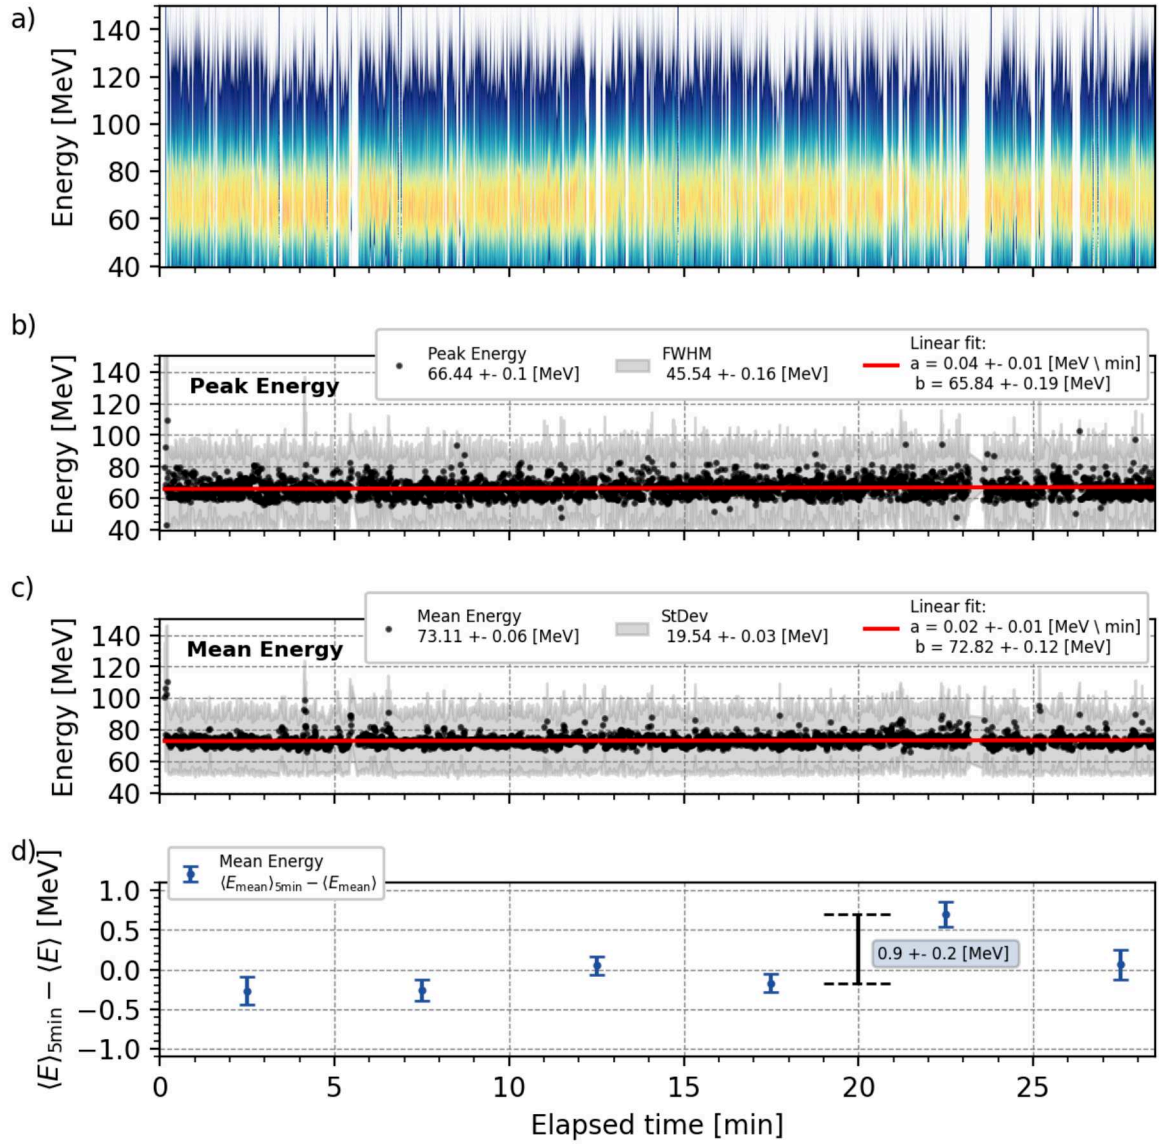 a)
Energy [MeV]
140
120
100
80
60
40
b)
Energy [MeV]
140
120
100
80
60
40
Peak Energy
Peak Energy
66.44 +- 0.1 [MeV]
FWHM
45.54 +- 0.16 [MeV]
Linear fit:
a = 0.04 +- 0.01 [MeV \ min]
b = 65.84 +- 0.19 [MeV]
c)
Energy [MeV]
140
120
100
80
60
40
Mean Energy
Mean Energy
73.11 +- 0.06 [MeV]
StDev
19.54 +- 0.03 [MeV]
Linear fit:
a = 0.02 +- 0.01 [MeV \ min]
b = 72.82 +- 0.12 [MeV]
d)
⟨E⟩5min − ⟨E⟩ [MeV]
1.0
0.5
0.0
−0.5
−1.0
Mean Energy
⟨Emean⟩5min − ⟨Emean⟩
0.9 +- 0.2 [MeV]
0 5 10 15 20 25
Elapsed time [min]